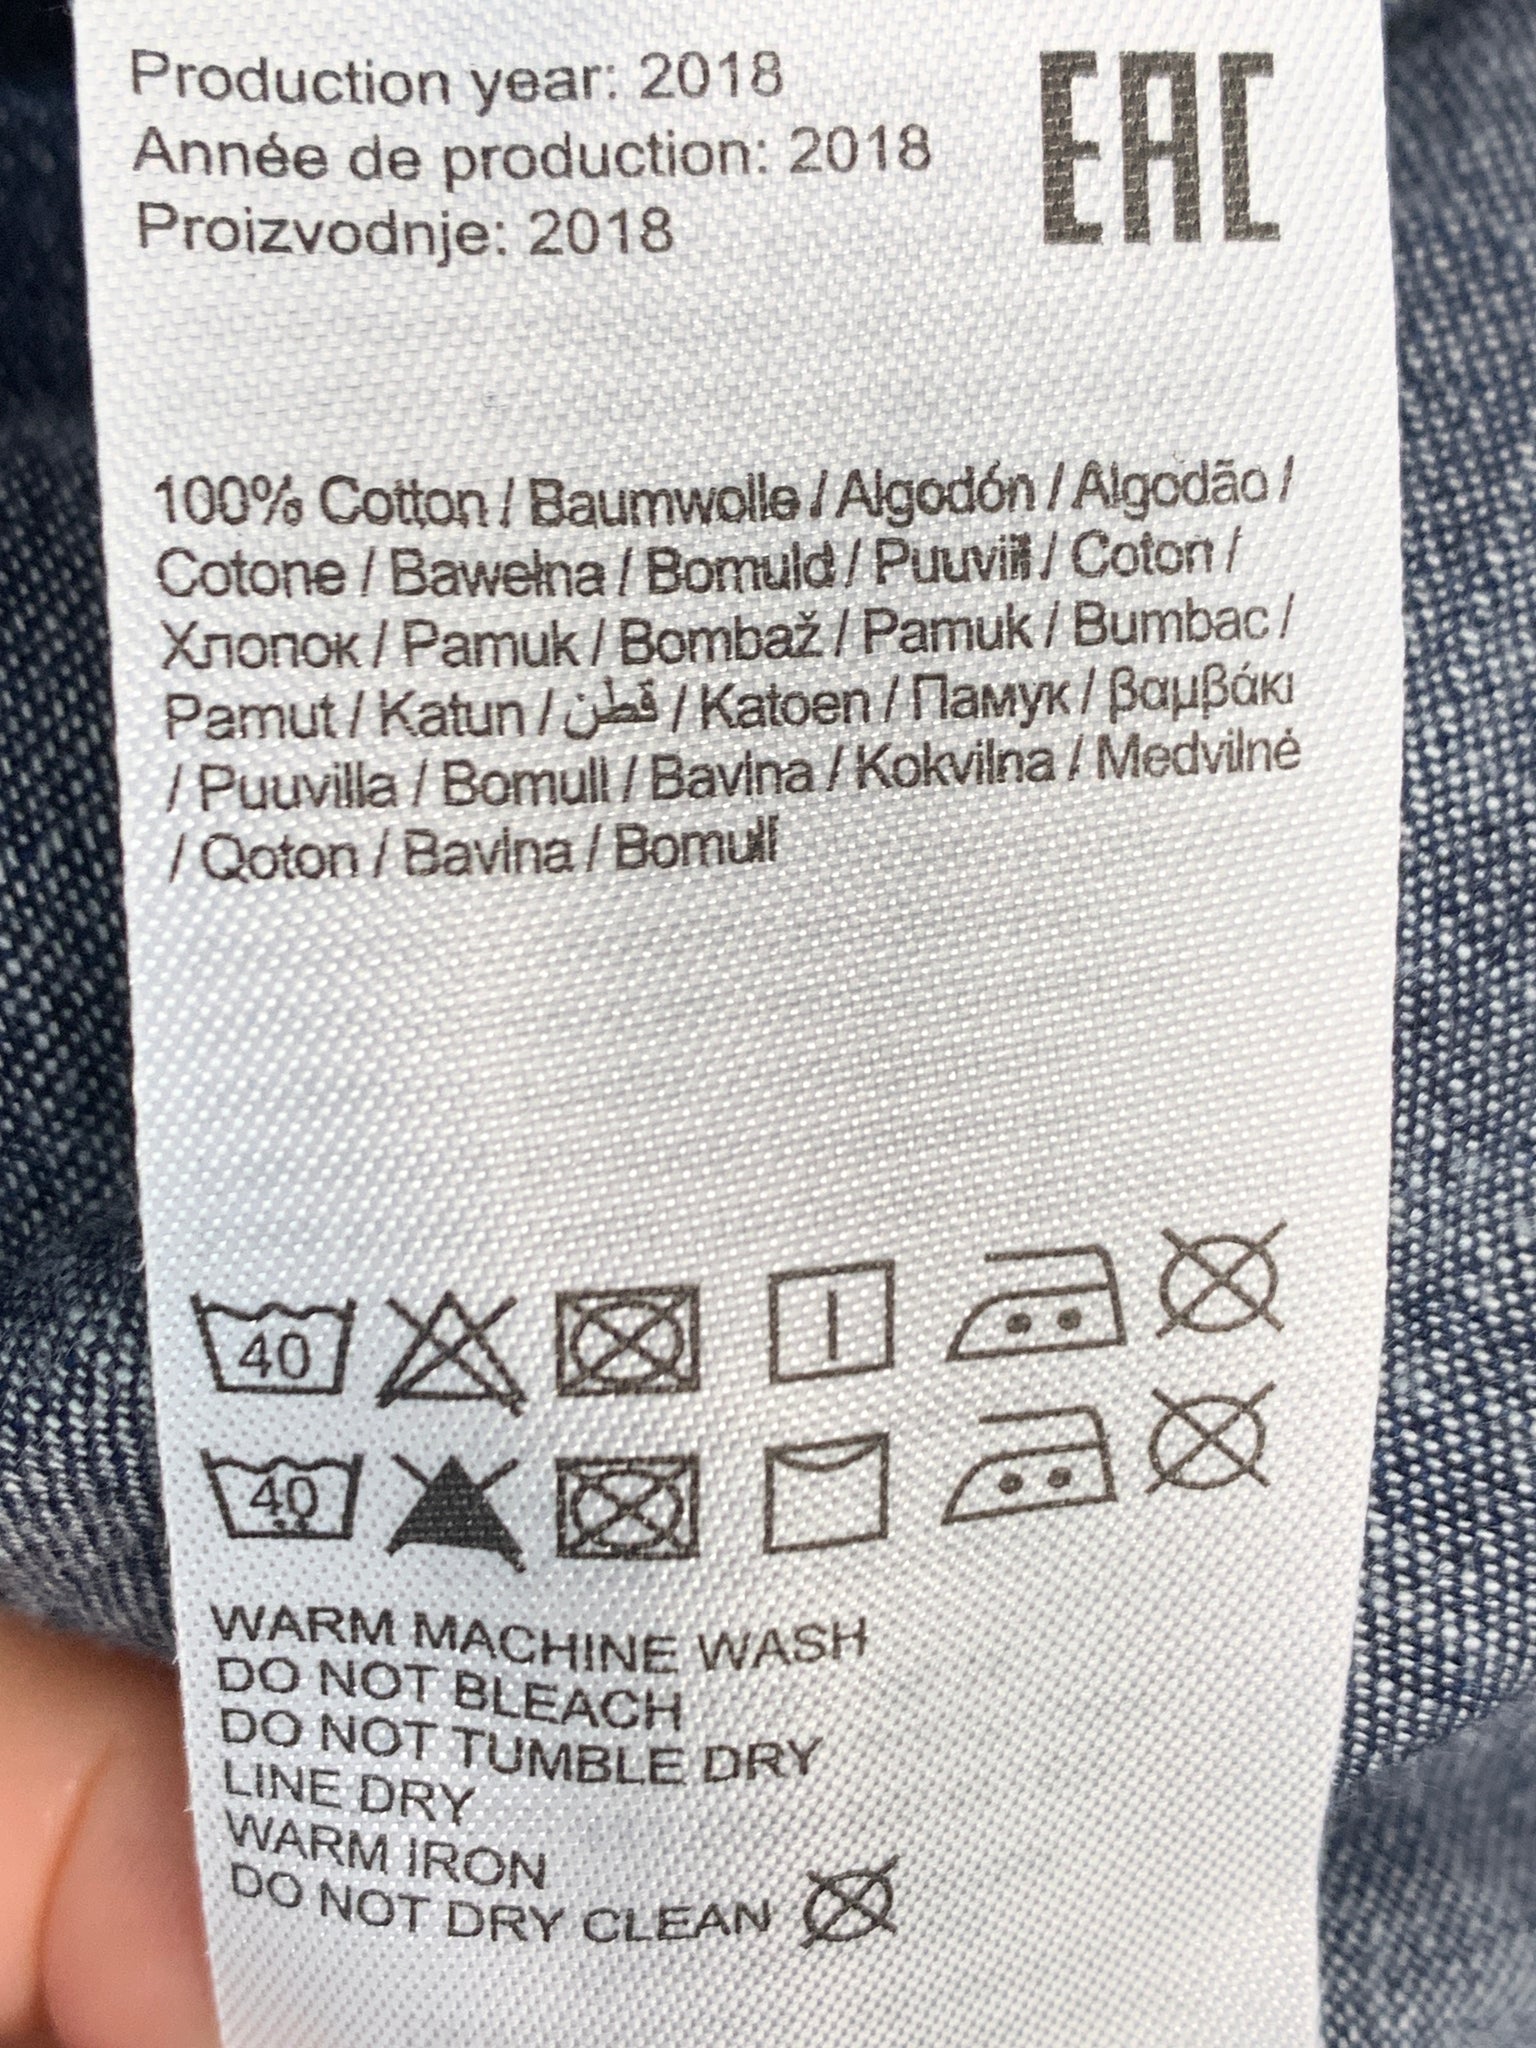 Production year: 2018
EAC
Année de production: 2018
Proizvodnje: 2018
100% Cotton / Baumwolle / Algodón / Algodão /
Cotone / Bawełna / Bomuld / Puuvill / Coton /
Хлопок / Pamuk / Bombaž / Pamuk / Bumbac /
Pamut / Katun / قطن / Katoen / Памук / βαμβάκι
/ Puuvilla / Bomull / Bavlna / Kokvilna / Medvilnė
/ Qoton / Bavlna / Bomull
40
40
WARM MACHINE WASH
DO NOT BLEACH
DO NOT TUMBLE DRY
LINE DRY
WARM IRON
DO NOT DRY CLEAN